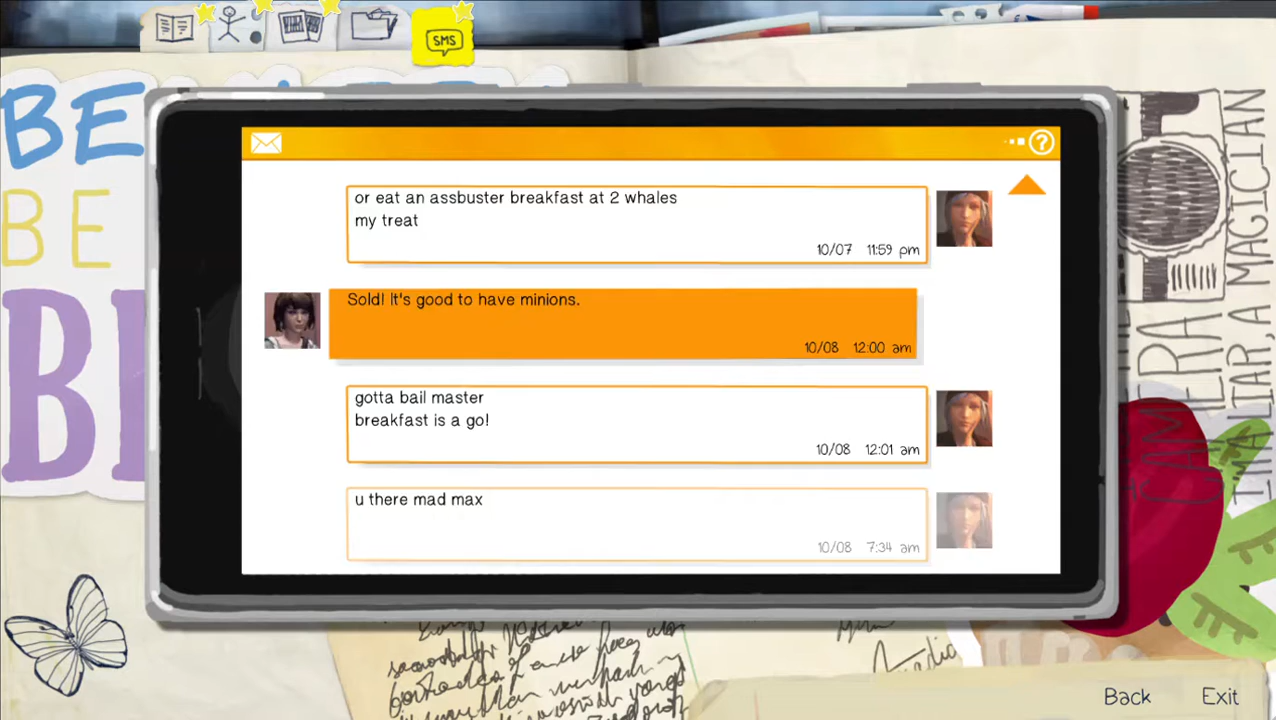 SMS
BE
BE
or eat an assbuster breakfast at 2 whales
my treat
10/07 11:59 pm
Sold! It's good to have minions.
10/08 12:00 am
gotta bail master
breakfast is a go!
10/08 12:01 am
u there mad max
10/08 7:34 am
CAMERA
LIAR, A MAGICIAN
Back
Exit